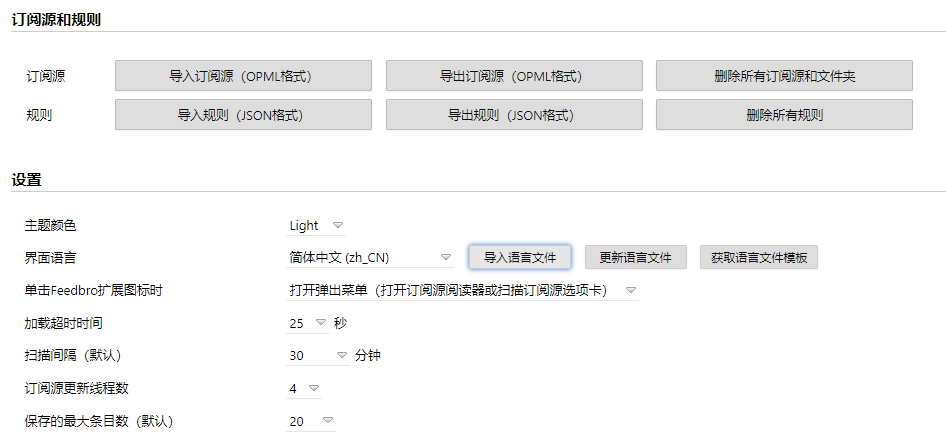 订阅源和规则
订阅源 导入订阅源（OPML格式） 导出订阅源（OPML格式） 删除所有订阅源和文件夹
规则 导入规则（JSON格式） 导出规则（JSON格式） 删除所有规则
设置
主题颜色 Light
界面语言 简体中文 (zh_CN) 导入语言文件 更新语言文件 获取语言文件模板
单击Feedbro扩展图标时 打开弹出菜单（打开订阅源阅读器或扫描订阅源选项卡）
加载超时时间 25 秒
扫描间隔（默认） 30 分钟
订阅源更新线程数 4
保存的最大条目数（默认） 20